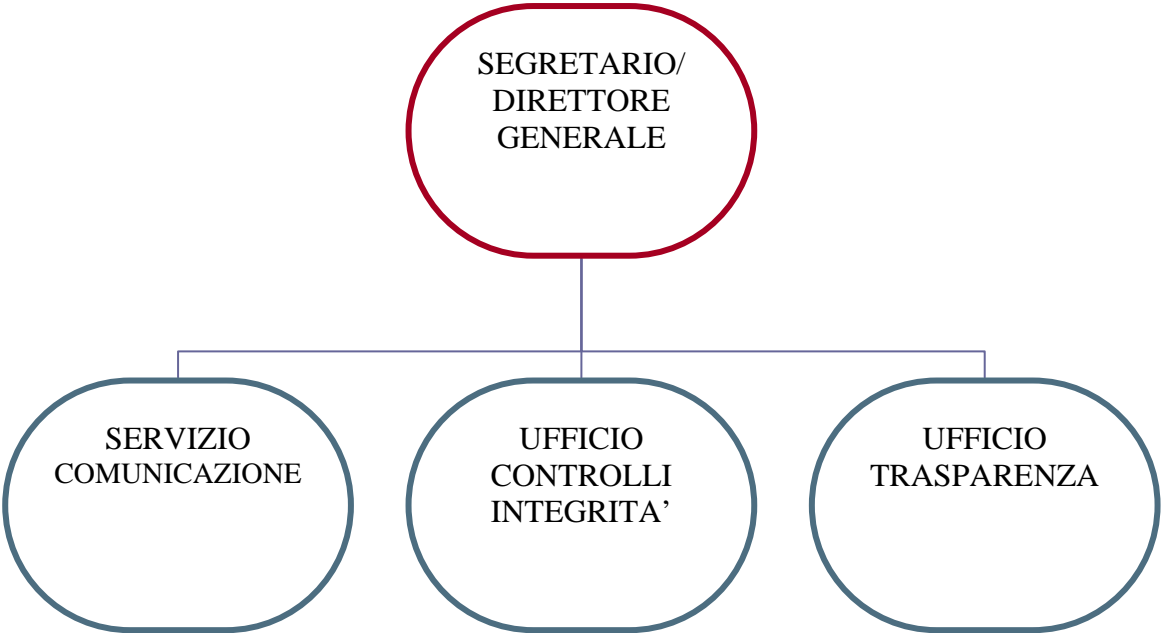 SEGRETARIO/
DIRETTORE
GENERALE
SERVIZIO
COMUNICAZIONE
UFFICIO
CONTROLLI
INTEGRITA’
UFFICIO
TRASPARENZA